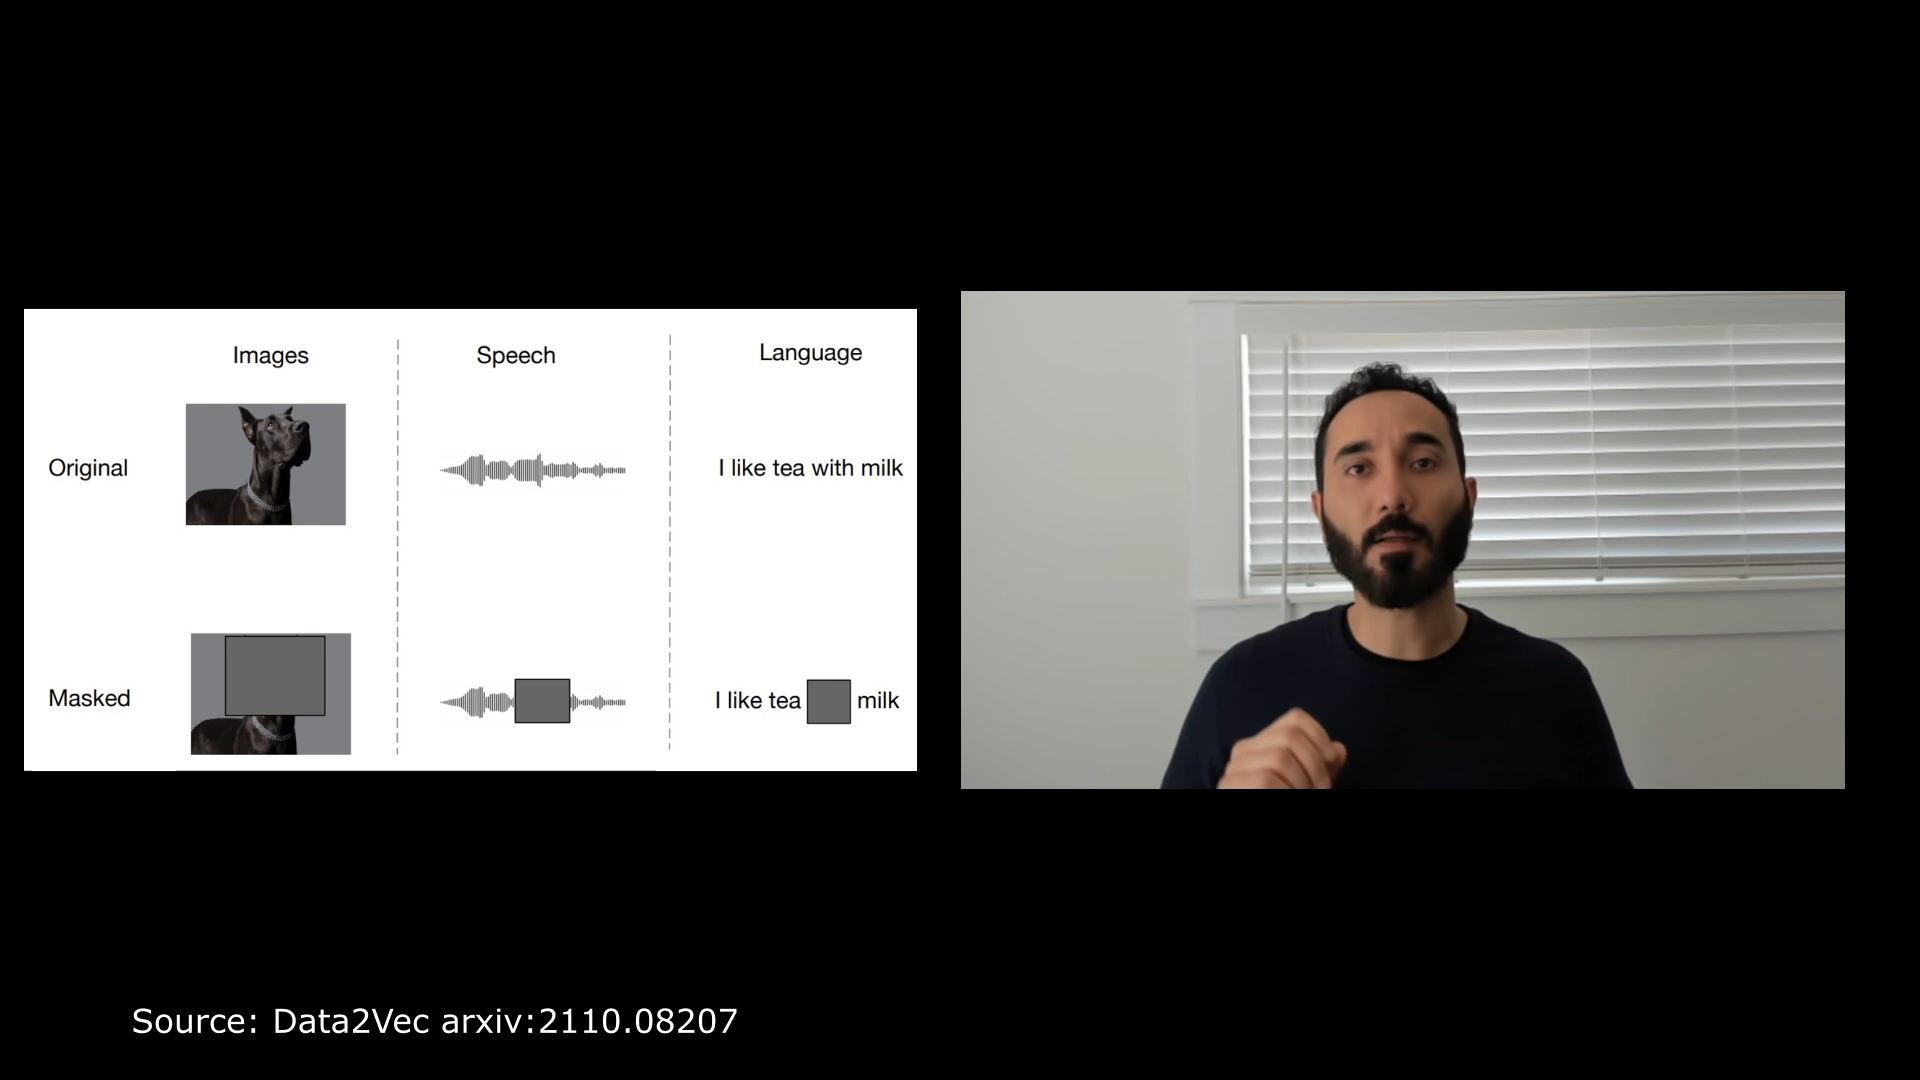 Images Speech Language
Original I like tea with milk
Masked I like tea milk
Source: Data2Vec arxiv:2110.08207